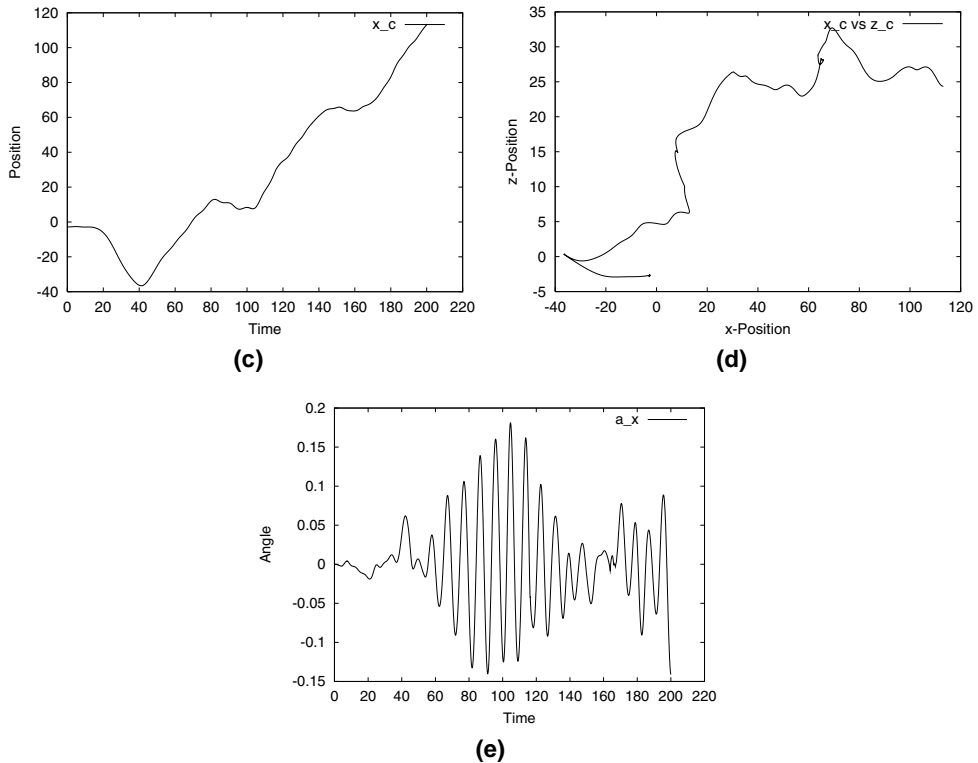 x_c
Position
120
100
80
60
40
20
0
-20
-40
0 20 40 60 80 100 120 140 160 180 200 220
Time
(c)
x_c vs z_c
z-Position
35
30
25
20
15
10
5
0
-5
-40 -20 0 20 40 60 80 100 120
x-Position
(d)
a_x
Angle
0.2
0.15
0.1
0.05
0
-0.05
-0.1
-0.15
0 20 40 60 80 100 120 140 160 180 200 220
Time
(e)